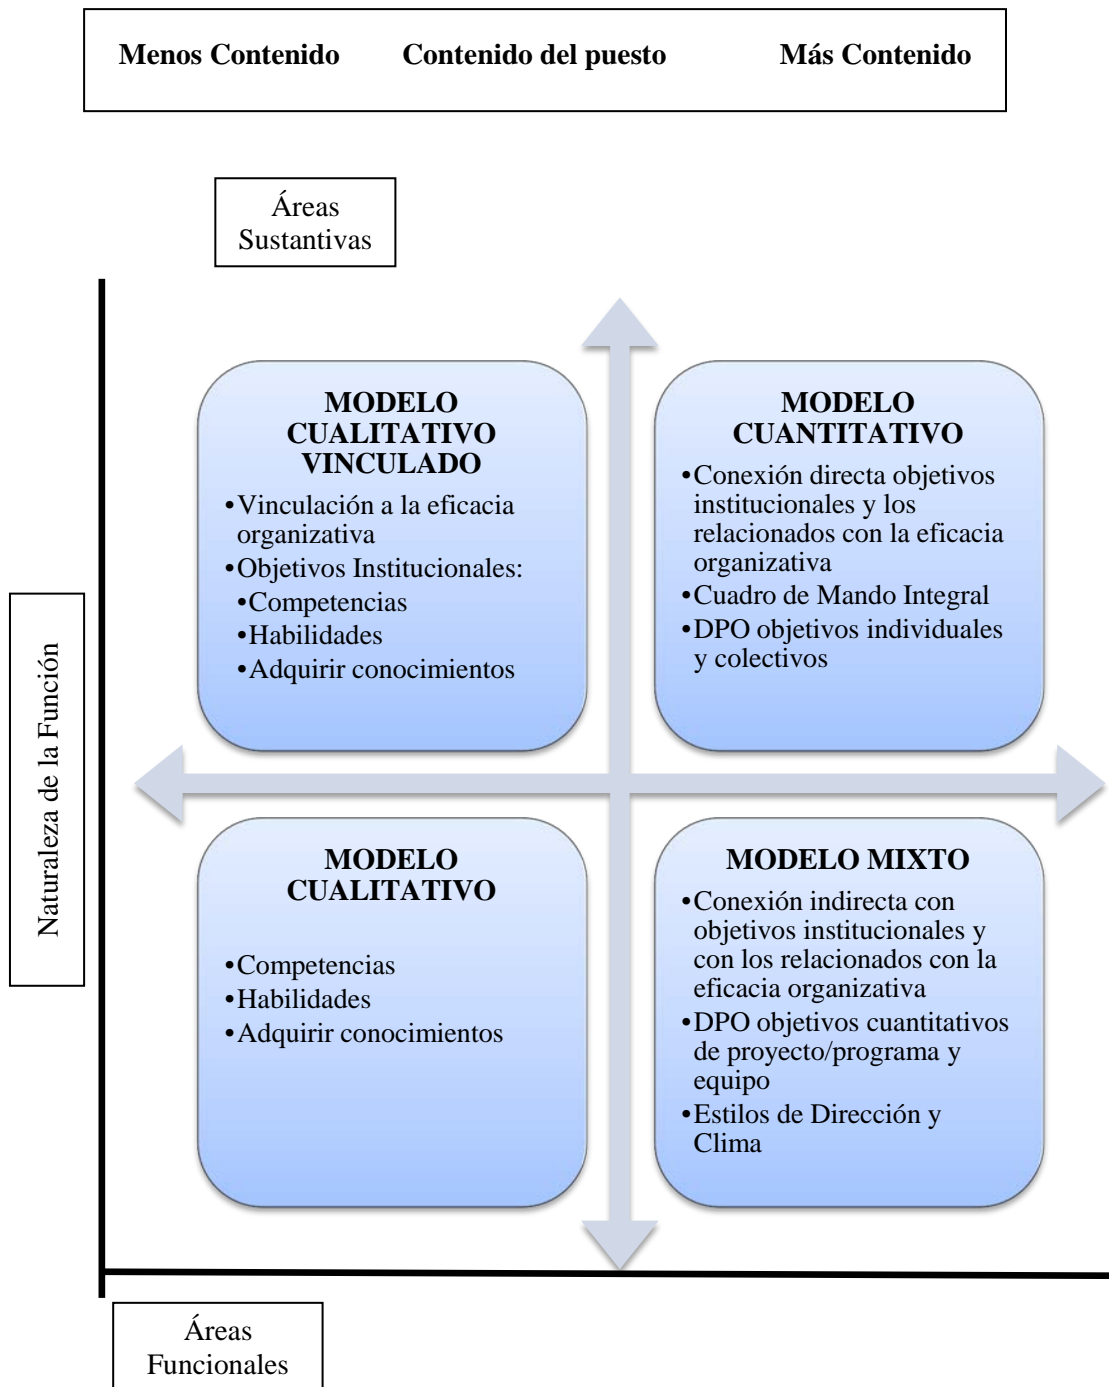 Menos Contenido Contenido del puesto Más Contenido
Áreas
Sustantivas
Naturaleza de la Función
MODELO
CUALITATIVO
VINCULADO
•Vinculación a la eficacia
organizativa
•Objetivos Institucionales:
•Competencias
•Habilidades
•Adquirir conocimientos
MODELO
CUANTITATIVO
•Conexión directa objetivos
institucionales y los
relacionados con la eficacia
organizativa
•Cuadro de Mando Integral
•DPO objetivos individuales
y colectivos
MODELO
CUALITATIVO
•Competencias
•Habilidades
•Adquirir conocimientos
MODELO MIXTO
•Conexión indirecta con
objetivos institucionales y
con los relacionados con la
eficacia organizativa
•DPO objetivos cuantitativos
de proyecto/programa y
equipo
•Estilos de Dirección y
Clima
Áreas
Funcionales